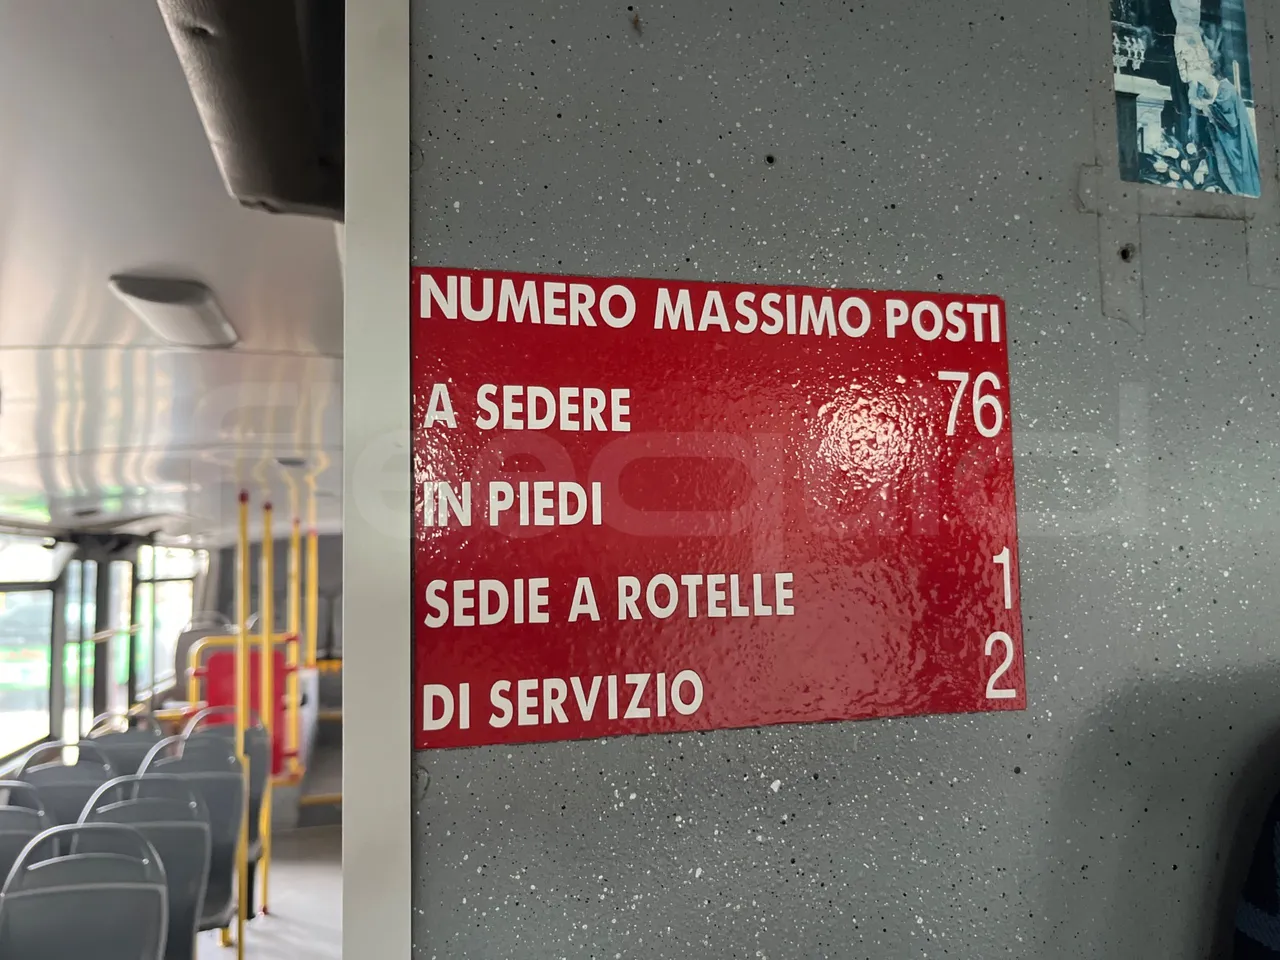 NUMERO MASSIMO POSTI
A SEDERE 76
IN PIEDI
SEDIE A ROTELLE 1
DI SERVIZIO 2